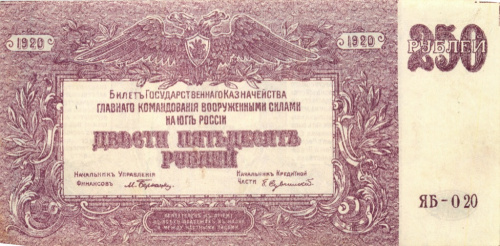 1920
1920
250
РУБЛЕЙ
БИЛЕТЪ ГОСУДАРСТВЕННАГО КАЗНАЧЕЙСТВА
ГЛАВНАГО КОМАНДОВАНІЯ ВООРУЖЕННЫМИ СИЛАМИ
НА ЮГѢ РОССІИ
ДВѢСТИ ПЯТЬДЕСЯТЪ
РУБЛЕЙ
НАЧАЛЬНИКЪ УПРАВЛЕНІЯ
ФИНАНСОВЪ
НАЧАЛЬНИКЪ КРЕДИТНОЙ
ЧАСТИ
ЯБ-020